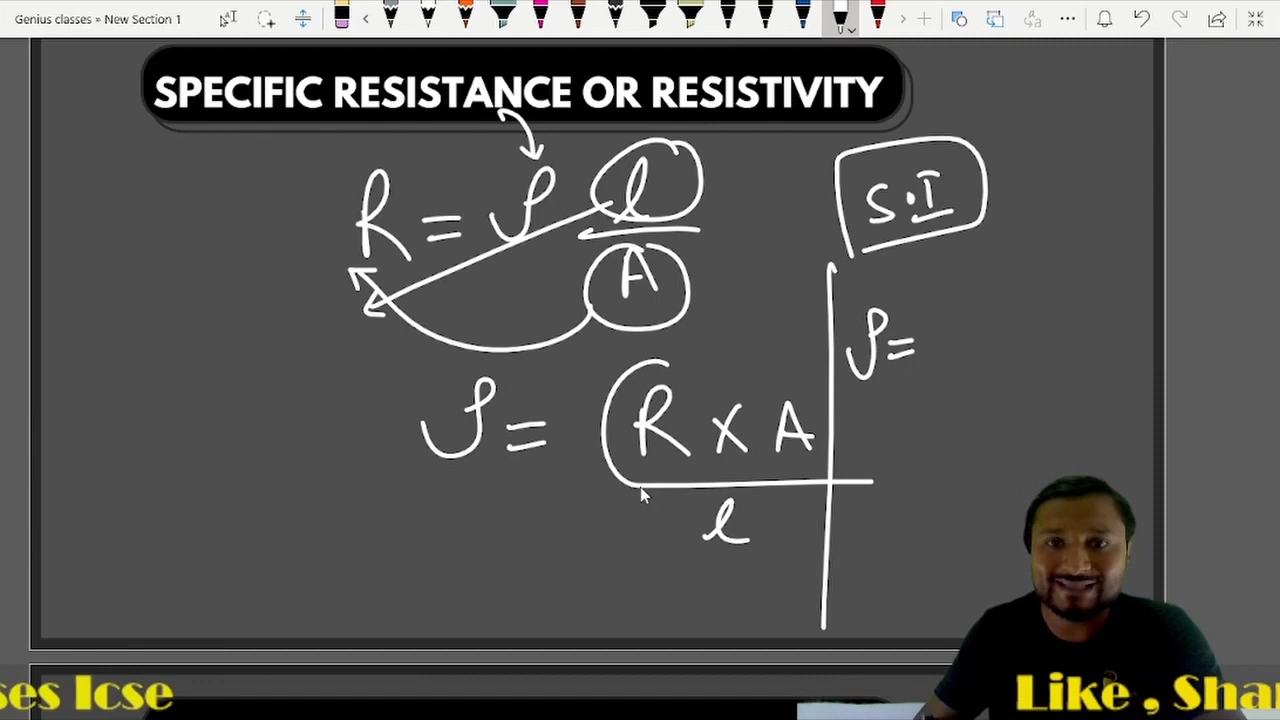 Genius classes » New Section 1
SPECIFIC RESISTANCE OR RESISTIVITY
R = ρ l
A
S.I
ρ =
ρ = R X A
l
ses Icse
Like , Shar